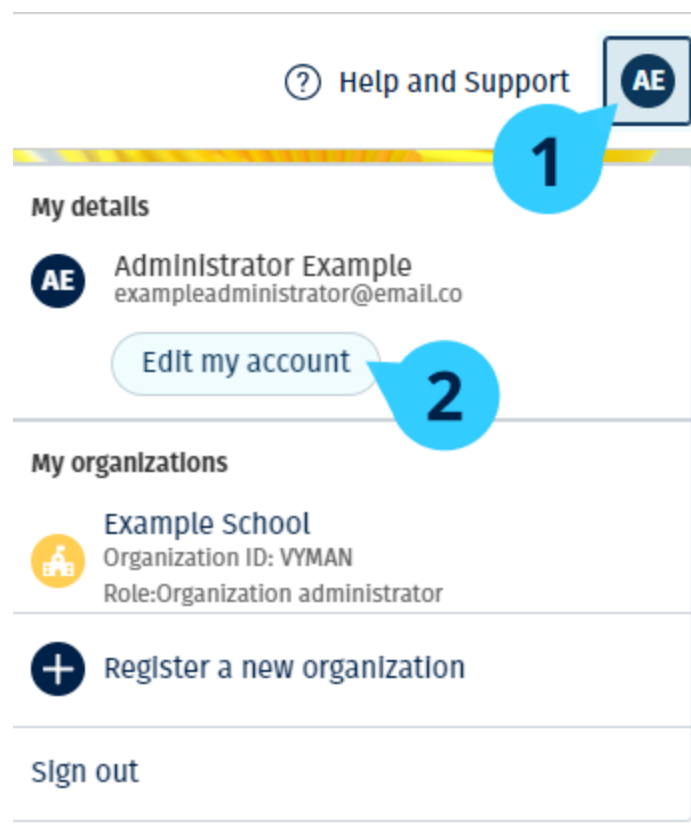 ? Help and Support AE
1
My details
AE Administrator Example
exampleadministrator@email.co
Edit my account
2
My organizations
Example School
Organization ID: VYMAN
Role:Organization administrator
Register a new organization
Sign out